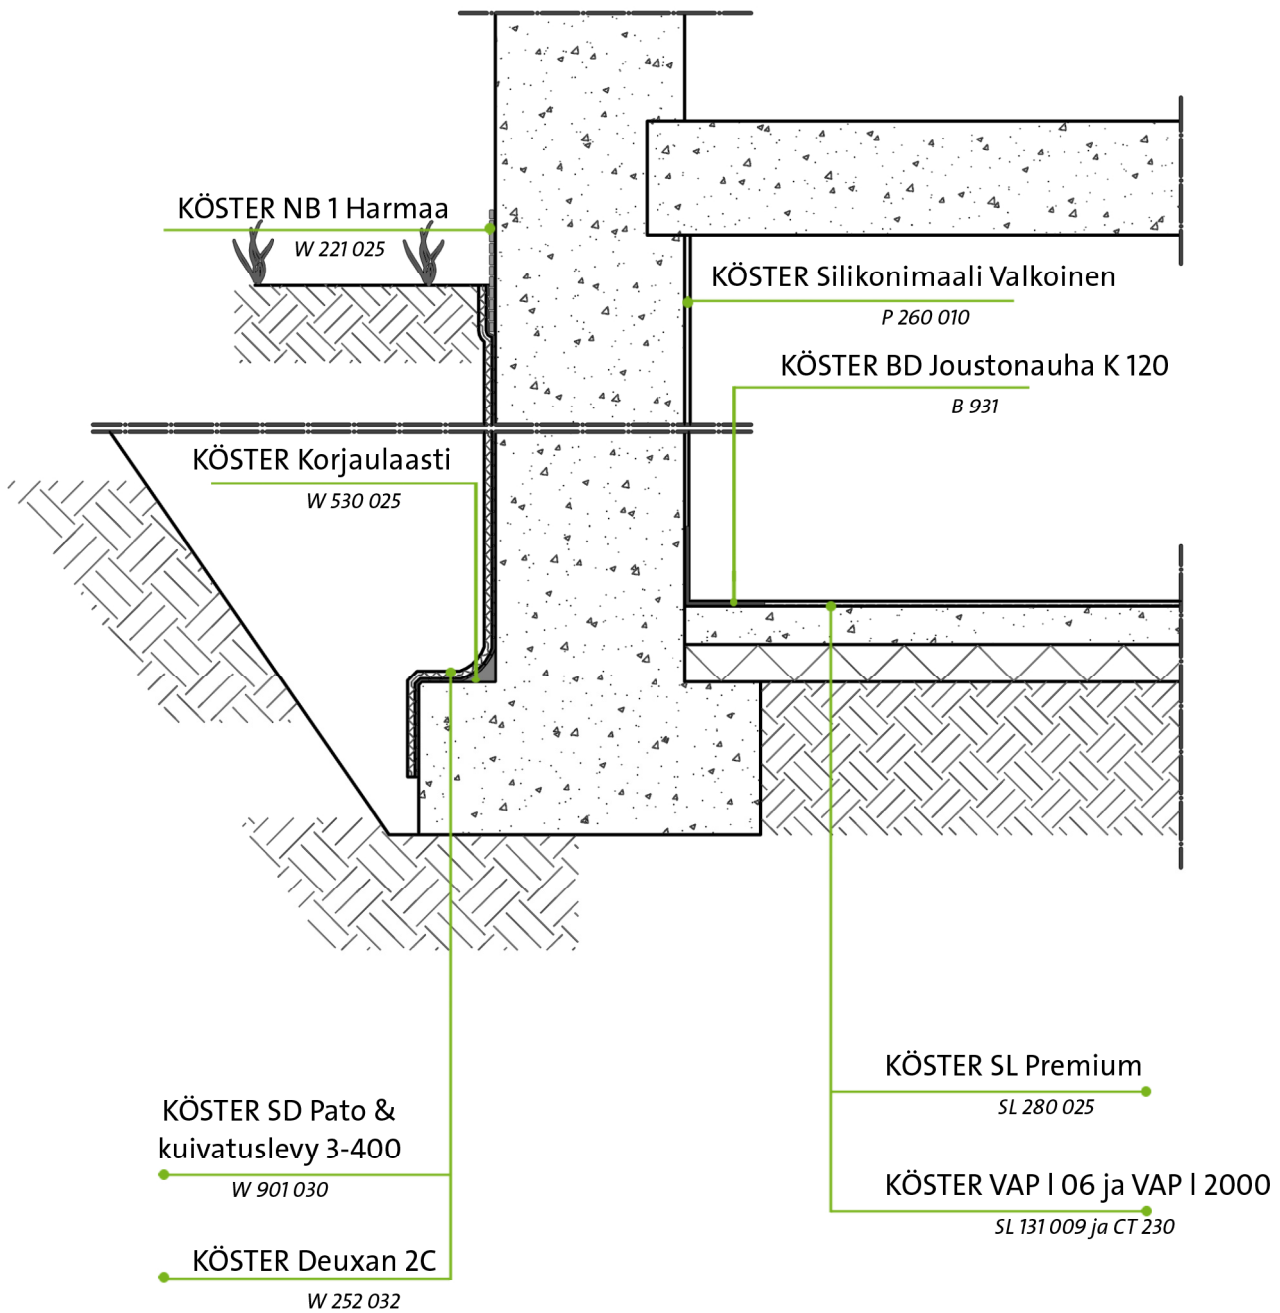 KÖSTER NB 1 Harmaa
W 221 025
KÖSTER Silikonimaali Valkoinen
P 260 010
KÖSTER BD Joustonauha K 120
B 931
KÖSTER Korjaulaasti
W 530 025
KÖSTER SL Premium
SL 280 025
KÖSTER SD Pato &
kuivatuslevy 3-400
W 901 030
KÖSTER VAP I 06 ja VAP I 2000
SL 131 009 ja CT 230
KÖSTER Deuxan 2C
W 252 032